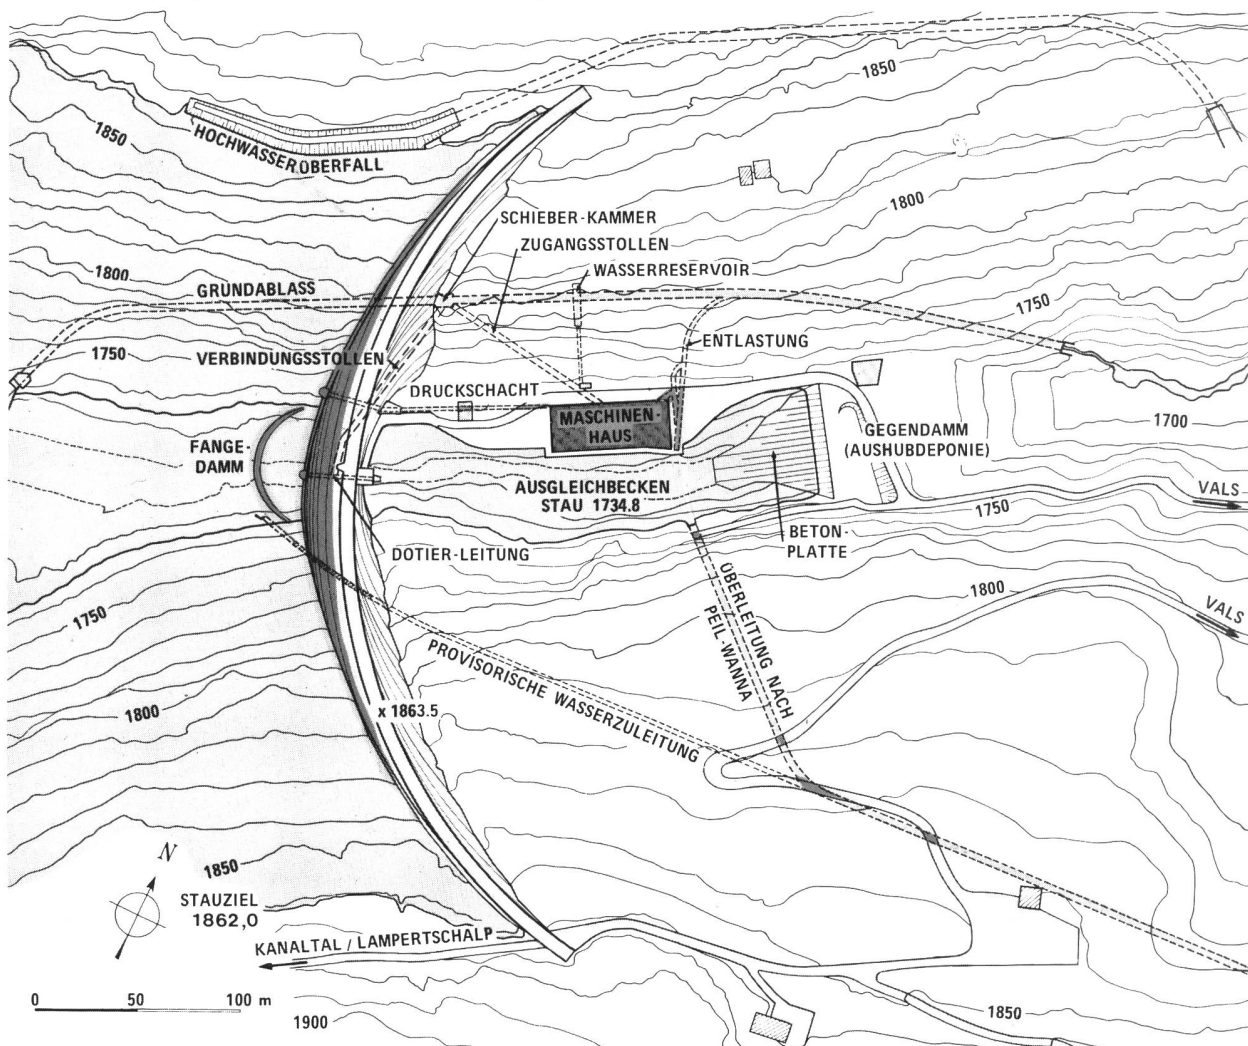 1850
1850
HOCHWASSERÜBERFALL
1800
SCHIEBER-KAMMER
ZUGANGSSTOLLEN
WASSERRESERVOIR
1800
GRUNDABLASS
1750
1750
VERBINDUNGSSTOLLEN
ENTLASTUNG
DRUCKSCHACHT
MASCHINEN-
HAUS
FANGE-
DAMM
GEGENDAMM
(AUSHUBDEPONIE)
1700
AUSGLEICHBECKEN
STAU 1734.8
VALS
1750
DOTIER-LEITUNG
BETON-
PLATTE
1750
ÜBERLEITUNG NACH
PEIL-WANNA
1800
VALS
PROVISORISCHE WASSERZULEITUNG
1800
x 1863.5
N
1850
STAUZIEL
1862,0
KANALTAL / LAMPERTSCHALP
0 50 100 m
1900
1850